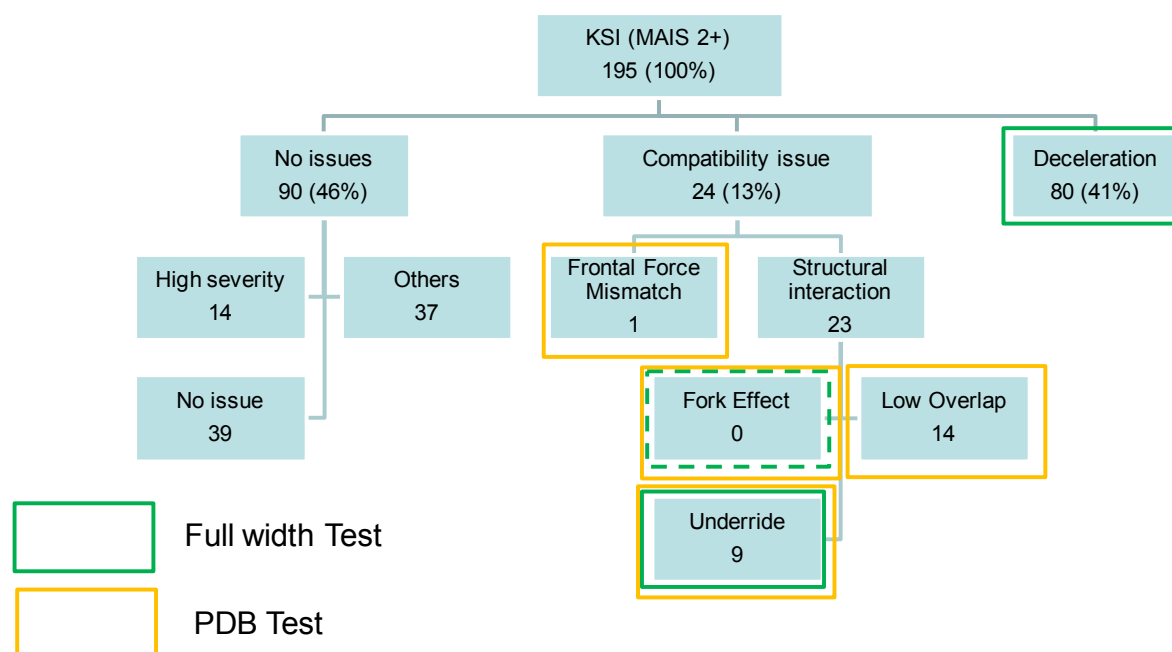 KSI (MAIS 2+)
195 (100%)
No issues
90 (46%)
Compatibility issue
24 (13%)
Deceleration
80 (41%)
High severity
14
Others
37
Frontal Force
Mismatch
1
Structural
interaction
23
No issue
39
Fork Effect
0
Low Overlap
14
Underride
9
Full width Test
PDB Test